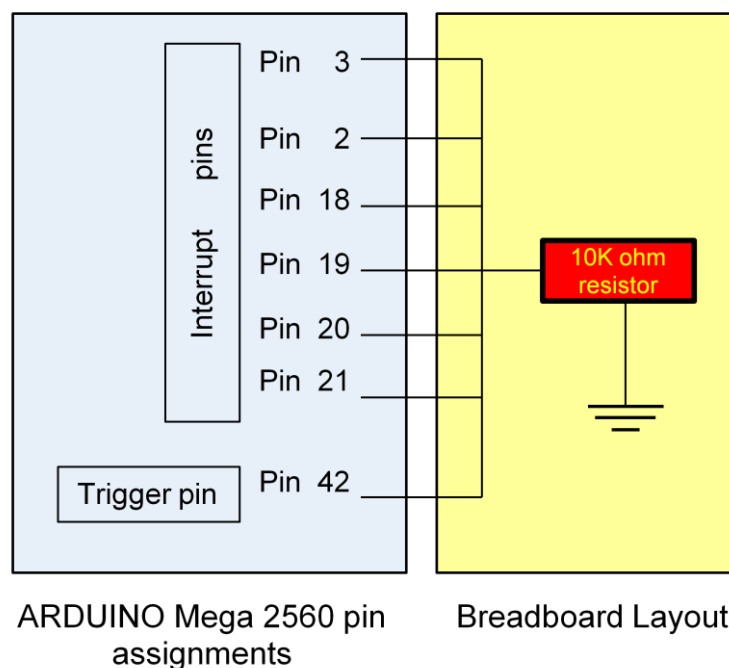 Interrupt pins
Pin 3
Pin 2
Pin 18
Pin 19
Pin 20
Pin 21
Trigger pin
Pin 42
10K ohm
resistor
ARDUINO Mega 2560 pin
assignments
Breadboard Layout